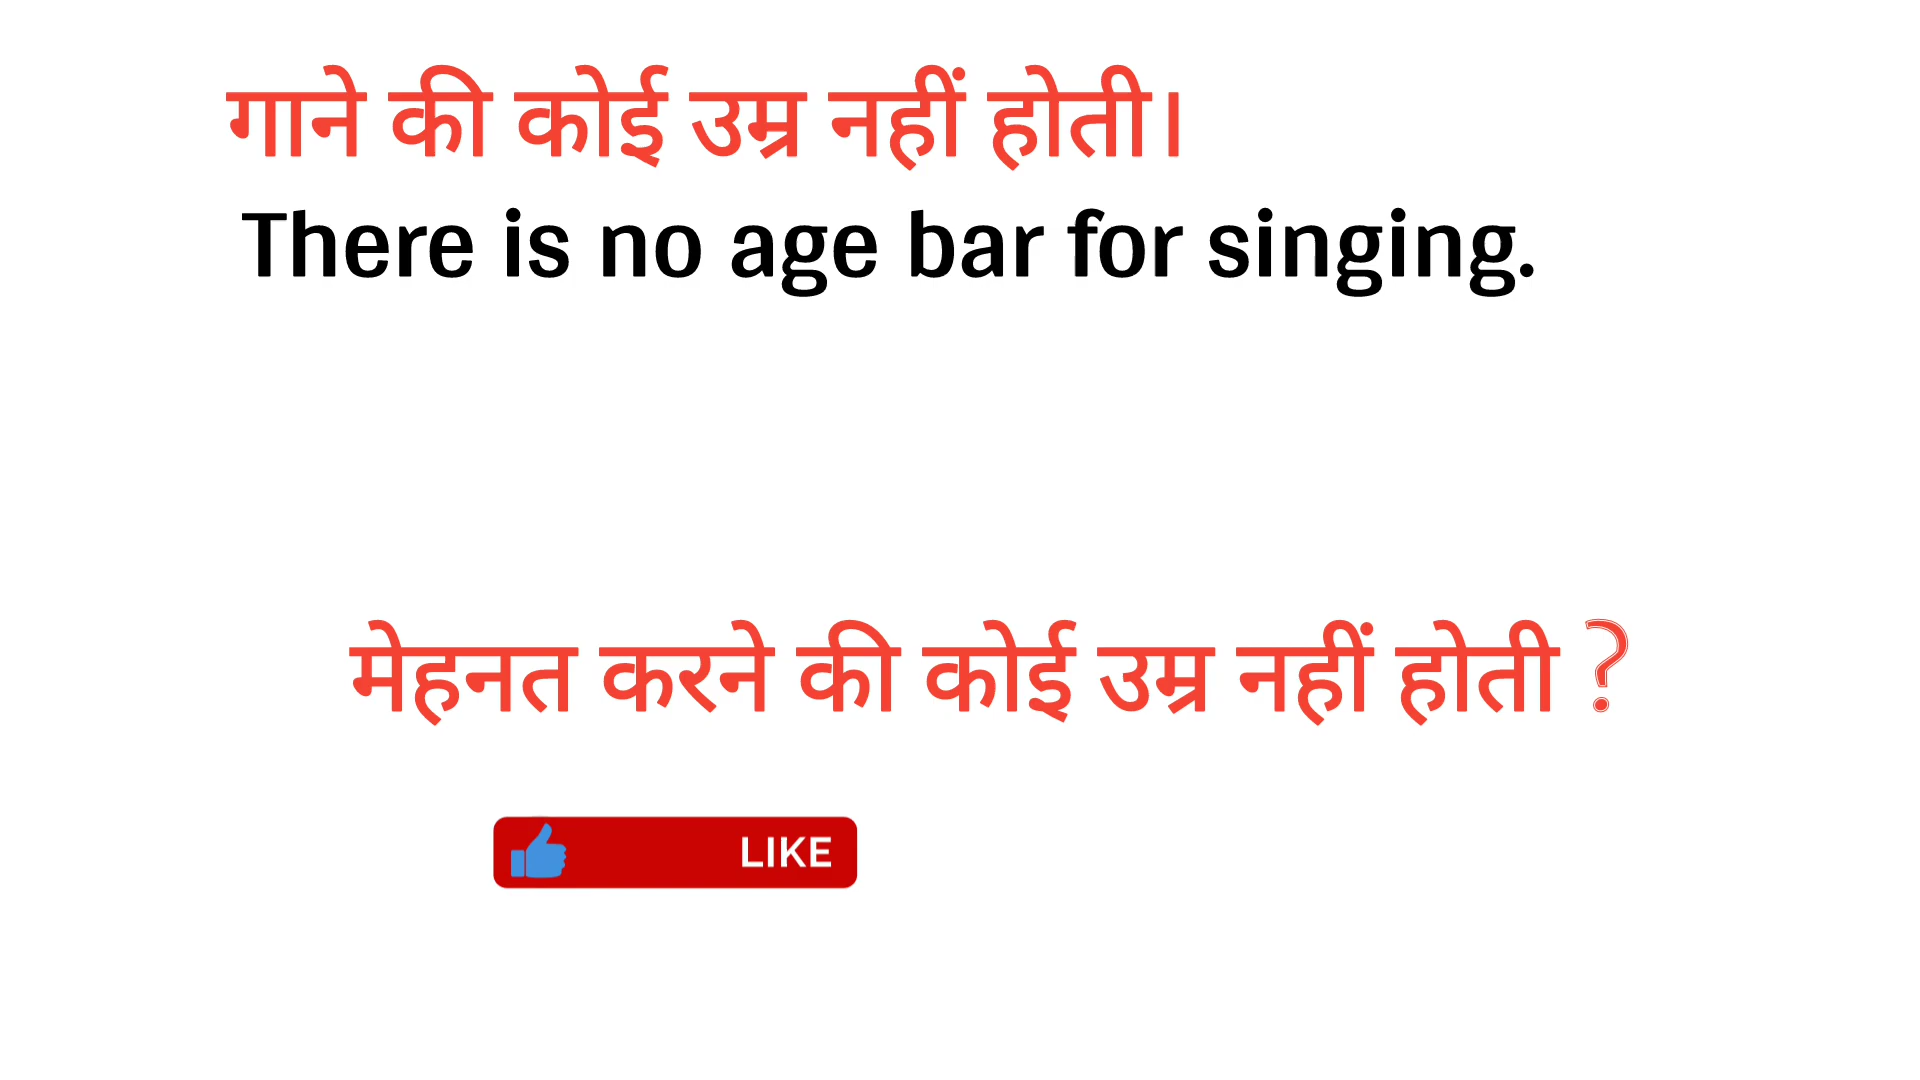 गाने की कोई उम्र नहीं होती।
There is no age bar for singing.
मेहनत करने की कोई उम्र नहीं होती ?
LIKE